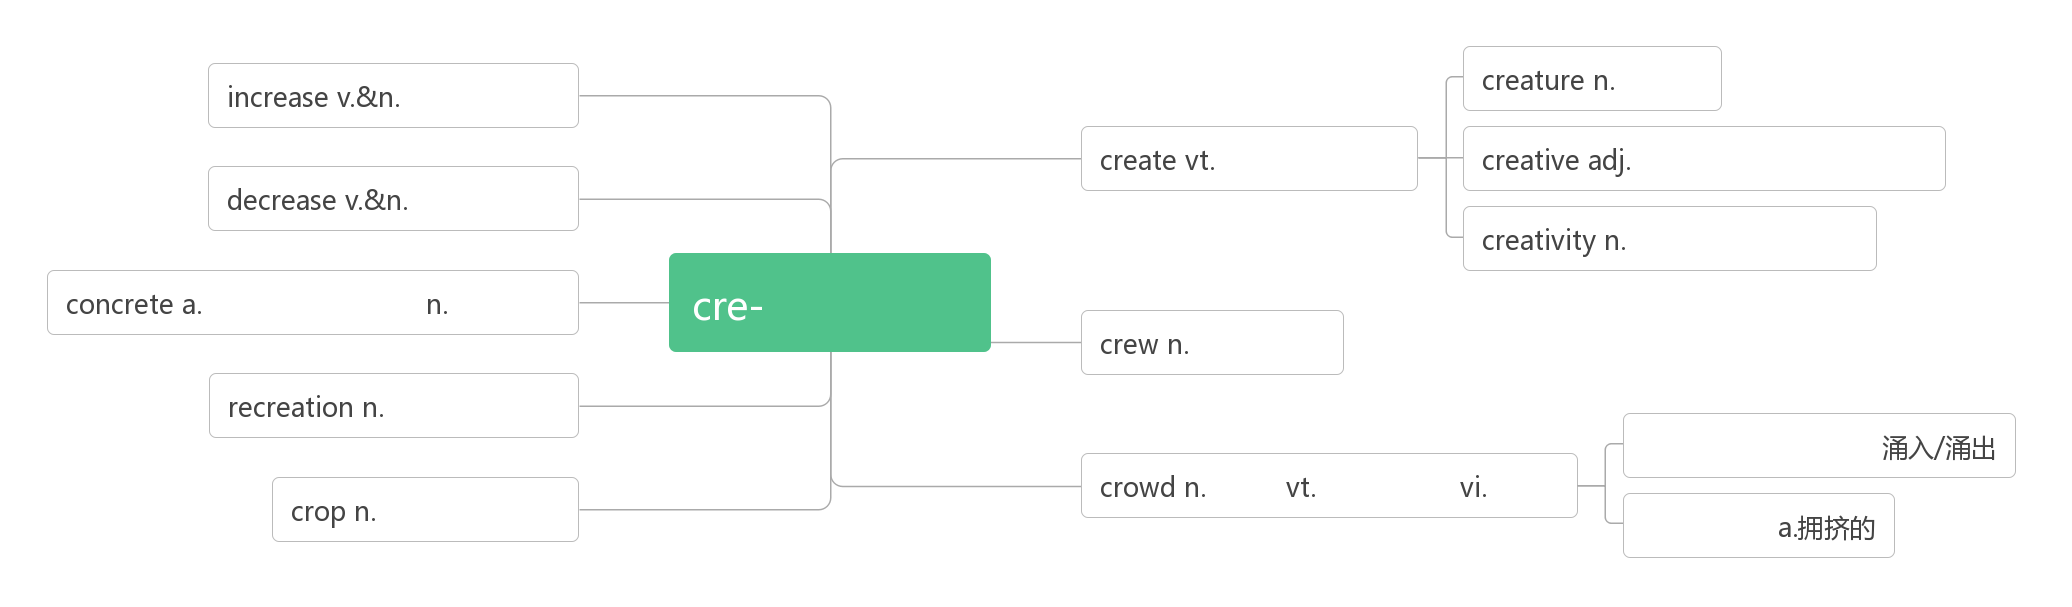 cre-
create vt.
creature n.
creative adj.
creativity n.
crew n.
crowd n. vt. vi.
涌入/涌出
a.拥挤的
increase v.&n.
decrease v.&n.
concrete a. n.
recreation n.
crop n.